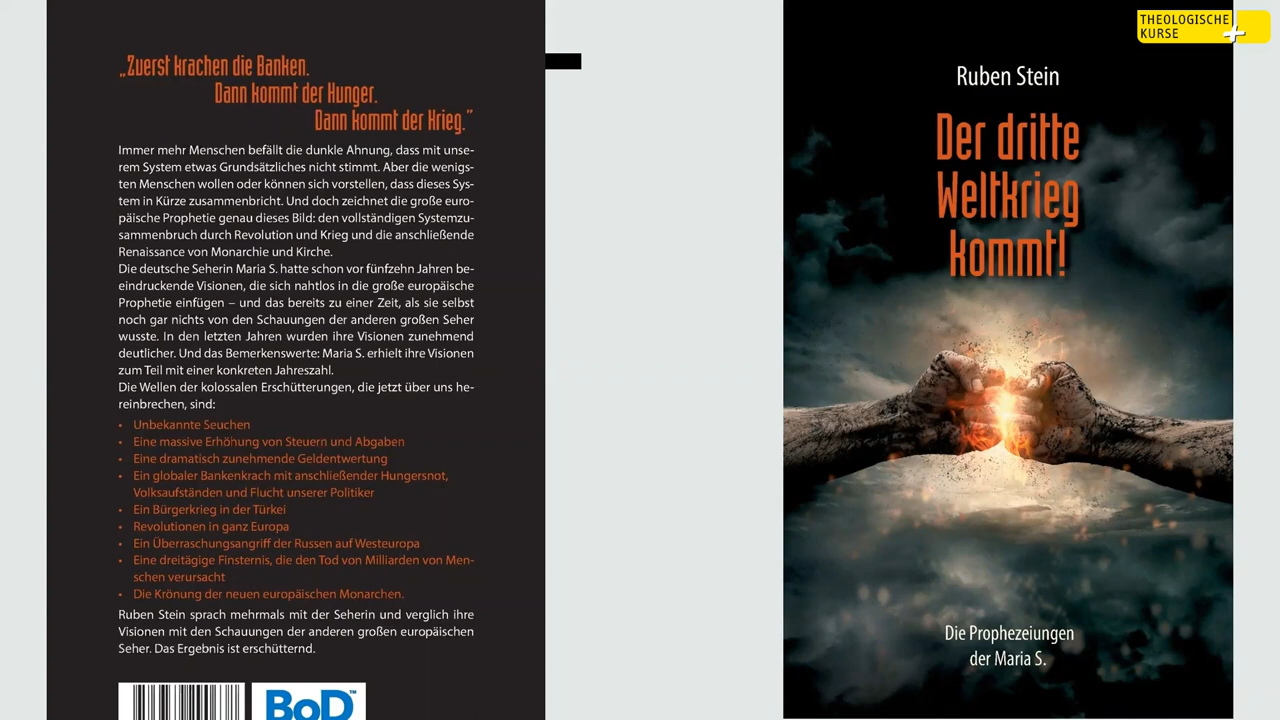 „Zuerst krachen die Banken.
Dann kommt der Hunger.
Dann kommt der Krieg.”
Immer mehr Menschen befällt die dunkle Ahnung, dass mit unse-
rem System etwas Grundsätzliches nicht stimmt. Aber die wenigs-
ten Menschen wollen oder können sich vorstellen, dass dieses Sys-
tem in Kürze zusammenbricht. Und doch zeichnet die große euro-
päische Prophetie genau dieses Bild: den vollständigen Systemzu-
sammenbruch durch Revolution und Krieg und die anschließende
Renaissance von Monarchie und Kirche.
Die deutsche Seherin Maria S. hatte schon vor fünfzehn Jahren be-
eindruckende Visionen, die sich nahtlos in die große europäische
Prophetie einfügen – und das bereits zu einer Zeit, als sie selbst
noch gar nichts von den Schauungen der anderen großen Seher
wusste. In den letzten Jahren wurden ihre Visionen zunehmend
deutlicher. Und das Bemerkenswerte: Maria S. erhielt ihre Visionen
zum Teil mit einer konkreten Jahreszahl.
Die Wellen der kolossalen Erschütterungen, die jetzt über uns he-
reinbrechen, sind:
• Unbekannte Seuchen
• Eine massive Erhöhung von Steuern und Abgaben
• Eine dramatisch zunehmende Geldentwertung
• Ein globaler Bankenkrach mit anschließender Hungersnot,
Volksaufständen und Flucht unserer Politiker
• Ein Bürgerkrieg in der Türkei
• Revolutionen in ganz Europa
• Ein Überraschungsangriff der Russen auf Westeuropa
• Eine dreitägige Finsternis, die den Tod von Milliarden von Men-
schen verursacht
• Die Krönung der neuen europäischen Monarchen.
Ruben Stein sprach mehrmals mit der Seherin und verglich ihre
Visionen mit den Schauungen der anderen großen europäischen
Seher. Das Ergebnis ist erschütternd.
BoD™
THEOLOGISCHE
KURSE
Ruben Stein
Der dritte
Weltkrieg
kommt!
Die Prophezeiungen
der Maria S.